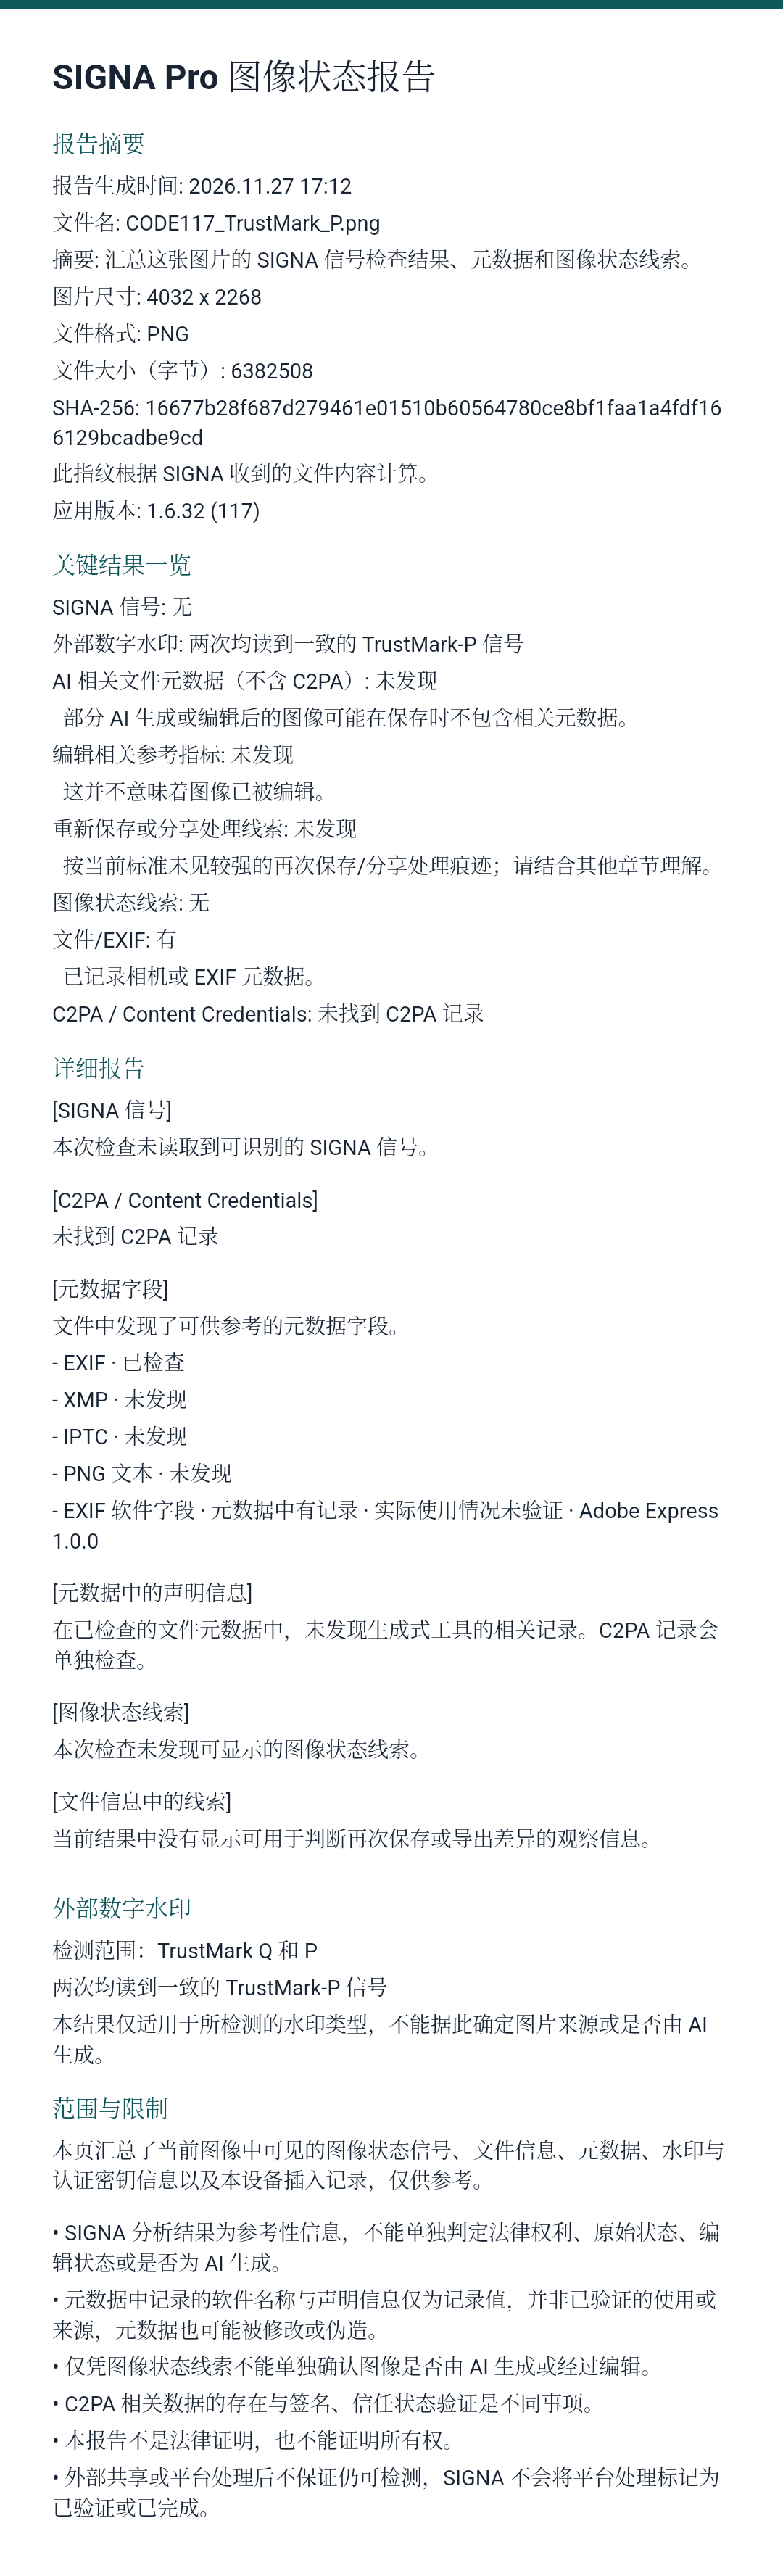 SIGNA Pro 图像状态报告
报告摘要
报告生成时间: 2026.11.27 17:12
文件名: CODE117_TrustMark_P.png
摘要: 汇总这张图片的 SIGNA 信号检查结果、元数据和图像状态线索。
图片尺寸: 4032 x 2268
文件格式: PNG
文件大小（字节）: 6382508
SHA-256: 16677b28f687d279461e01510b60564780ce8bf1faa1a4fdf16
6129bcadbe9cd
此指纹根据 SIGNA 收到的文件内容计算。
应用版本: 1.6.32 (117)
关键结果一览
SIGNA 信号: 无
外部数字水印: 两次均读到一致的 TrustMark-P 信号
AI 相关文件元数据（不含 C2PA）: 未发现
部分 AI 生成或编辑后的图像可能在保存时不包含相关元数据。
编辑相关参考指标: 未发现
这并不意味着图像已被编辑。
重新保存或分享处理线索: 未发现
按当前标准未见较强的再次保存/分享处理痕迹；请结合其他章节理解。
图像状态线索: 无
文件/EXIF: 有
已记录相机或 EXIF 元数据。
C2PA / Content Credentials: 未找到 C2PA 记录
详细报告
[SIGNA 信号]
本次检查未读取到可识别的 SIGNA 信号。
[C2PA / Content Credentials]
未找到 C2PA 记录
[元数据字段]
文件中发现了可供参考的元数据字段。
- EXIF · 已检查
- XMP · 未发现
- IPTC · 未发现
- PNG 文本 · 未发现
- EXIF 软件字段 · 元数据中有记录 · 实际使用情况未验证 · Adobe Express
1.0.0
[元数据中的声明信息]
在已检查的文件元数据中，未发现生成式工具的相关记录。C2PA 记录会
单独检查。
[图像状态线索]
本次检查未发现可显示的图像状态线索。
[文件信息中的线索]
当前结果中没有显示可用于判断再次保存或导出差异的观察信息。
外部数字水印
检测范围：TrustMark Q 和 P
两次均读到一致的 TrustMark-P 信号
本结果仅适用于所检测的水印类型，不能据此确定图片来源或是否由 AI
生成。
范围与限制
本页汇总了当前图像中可见的图像状态信号、文件信息、元数据、水印与
认证密钥信息以及本设备插入记录，仅供参考。
• SIGNA 分析结果为参考性信息，不能单独判定法律权利、原始状态、编
辑状态或是否为 AI 生成。
• 元数据中记录的软件名称与声明信息仅为记录值，并非已验证的使用或
来源，元数据也可能被修改或伪造。
• 仅凭图像状态线索不能单独确认图像是否由 AI 生成或经过编辑。
• C2PA 相关数据的存在与签名、信任状态验证是不同事项。
• 本报告不是法律证明，也不能证明所有权。
• 外部共享或平台处理后不保证仍可检测，SIGNA 不会将平台处理标记为
已验证或已完成。